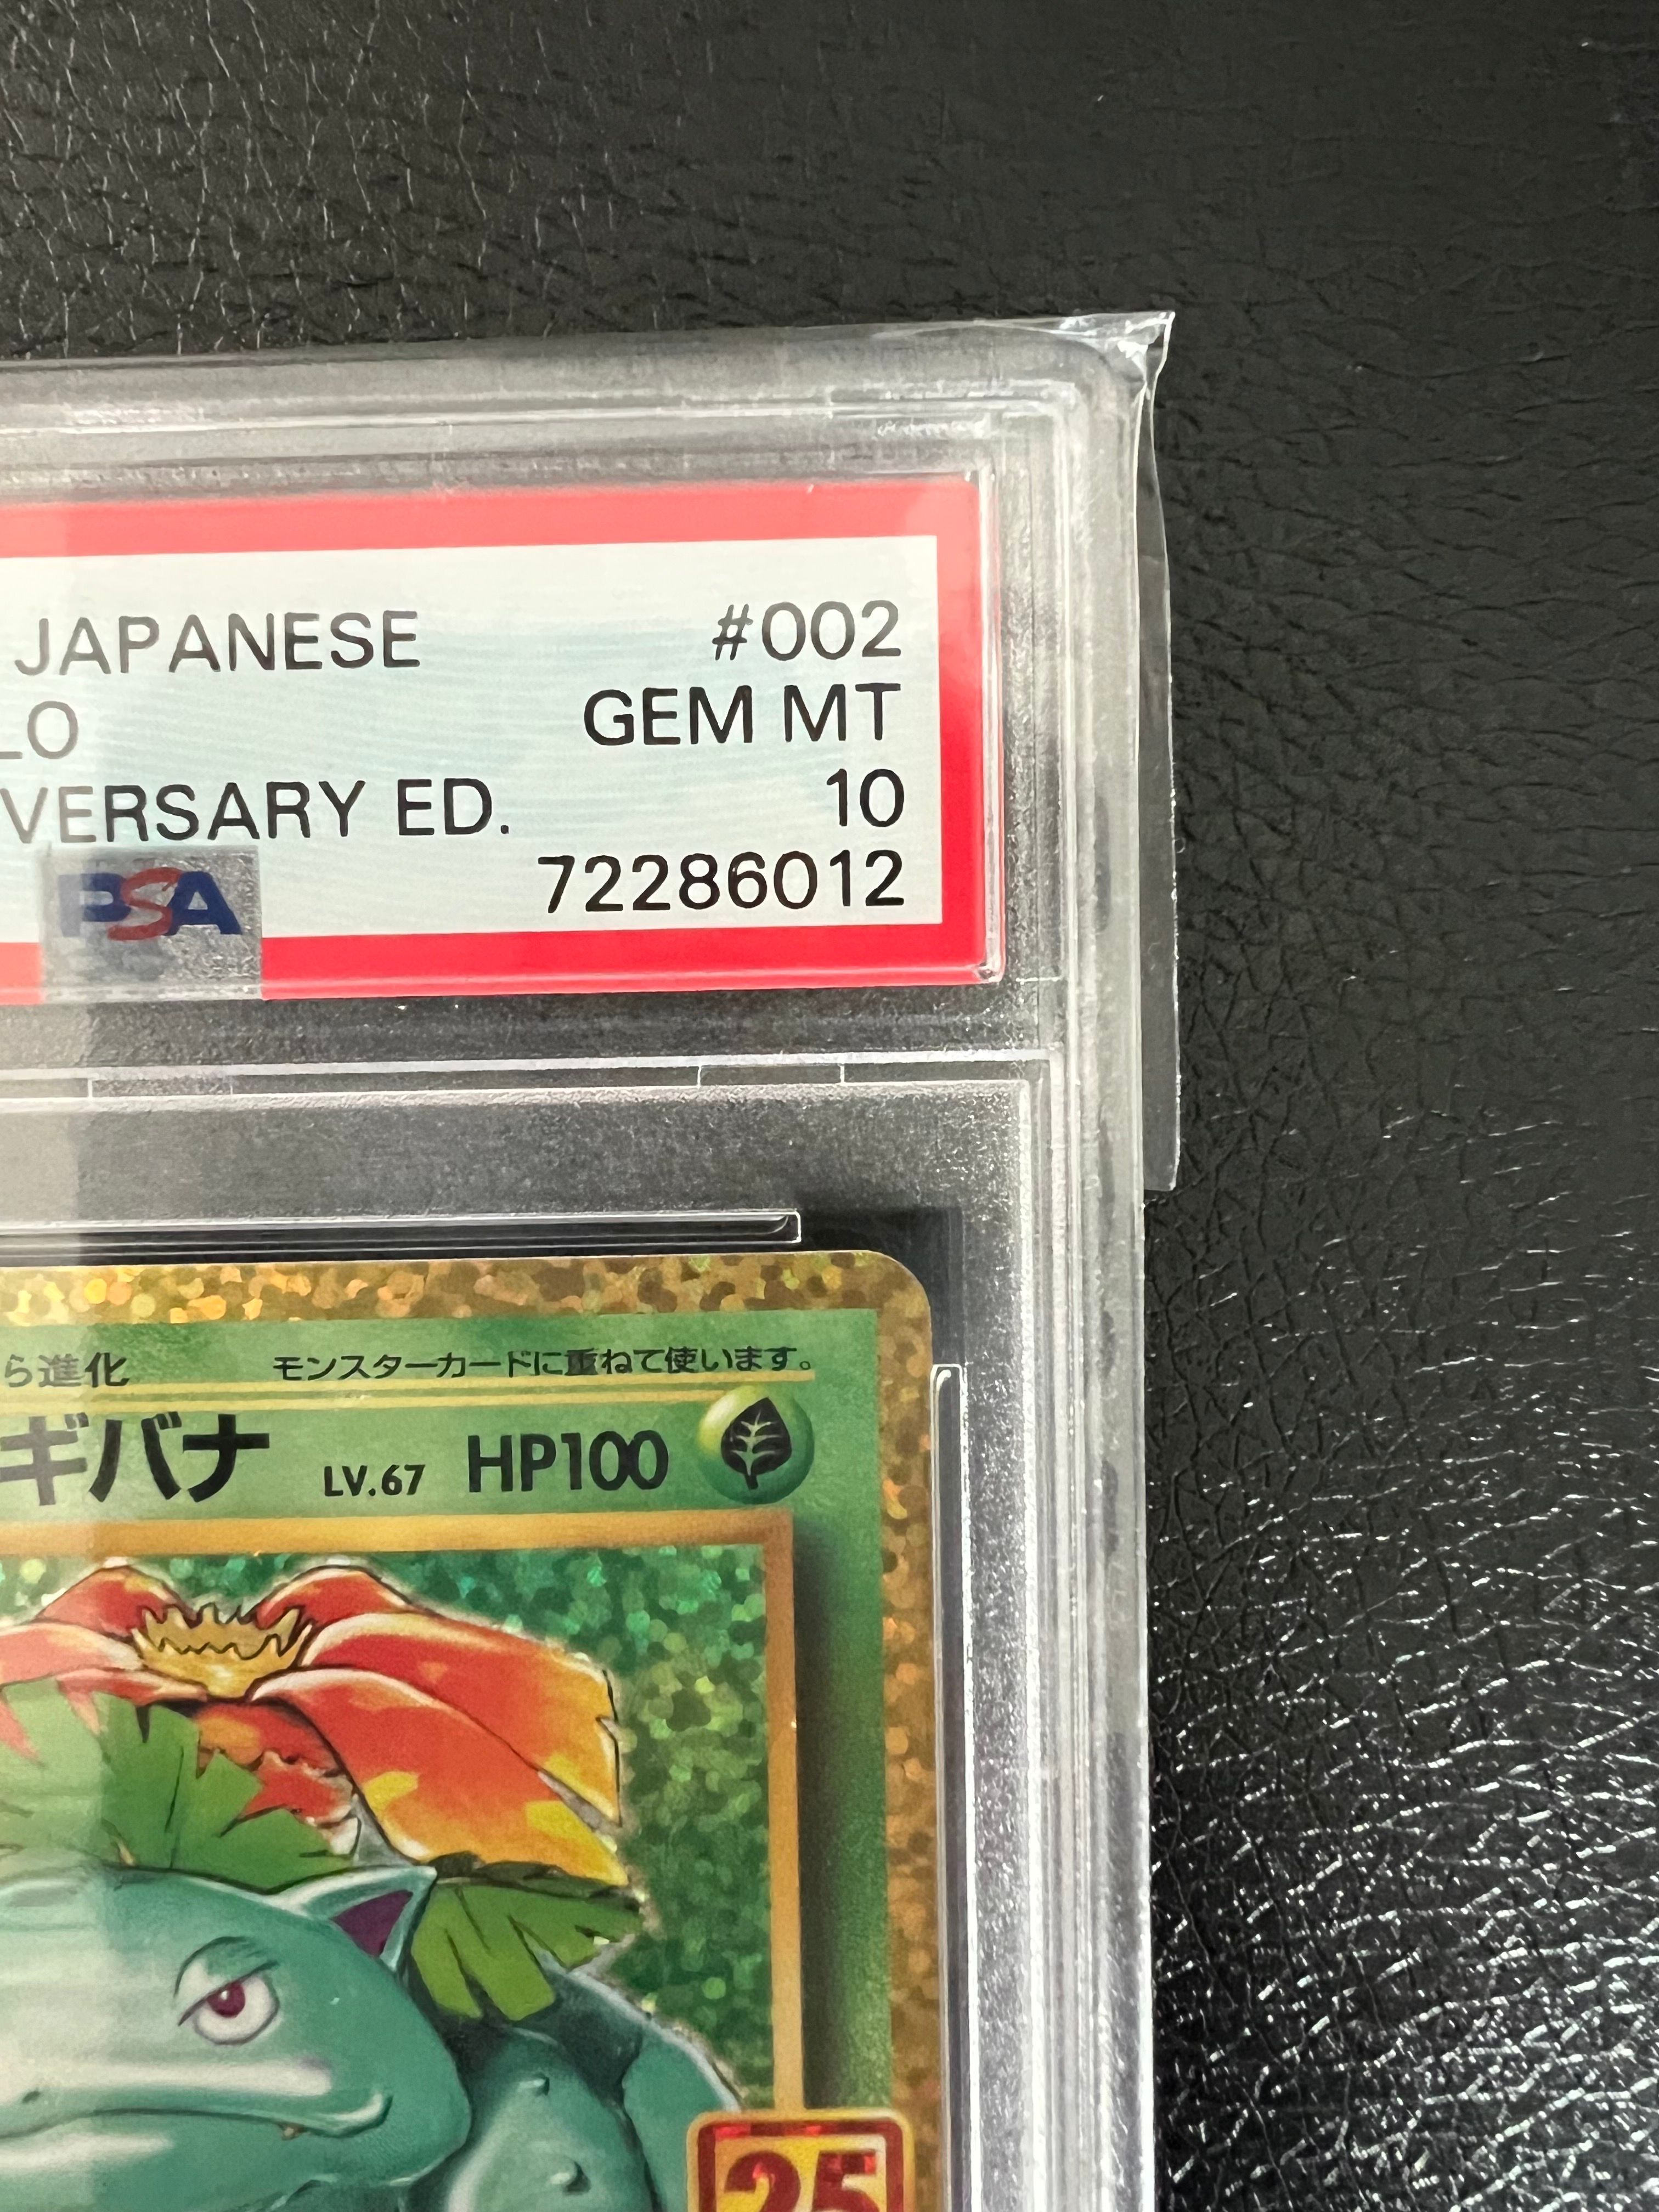 JAPANESE #002
LO GEM MT
VERSARY ED. 10
PSA 72286012
ら進化 モンスターカードに重ねて使います。
ギバナ LV.67 HP100
25